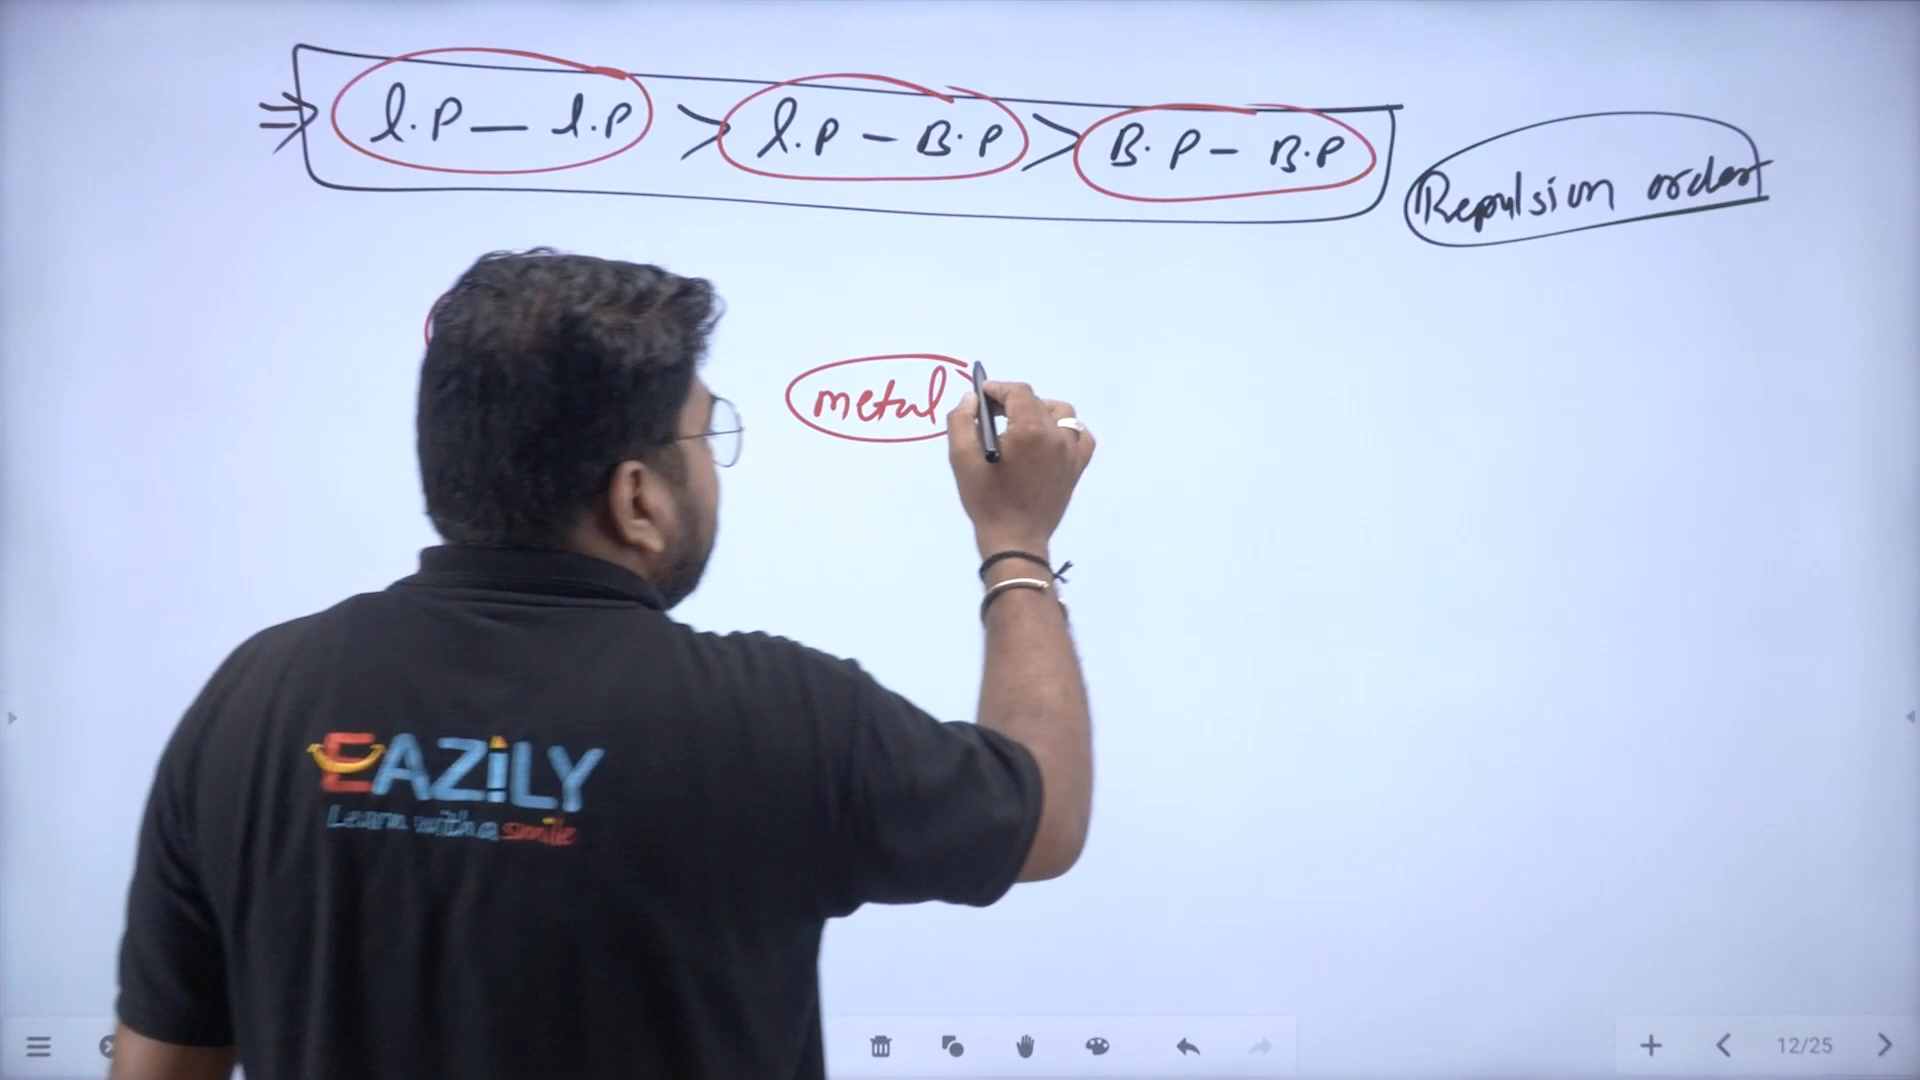 ⇒ l.P — l.P > l.P – B.P > B.P – B.P
Repulsion order
metal
EAZiLY
Learn with a smile
12/25